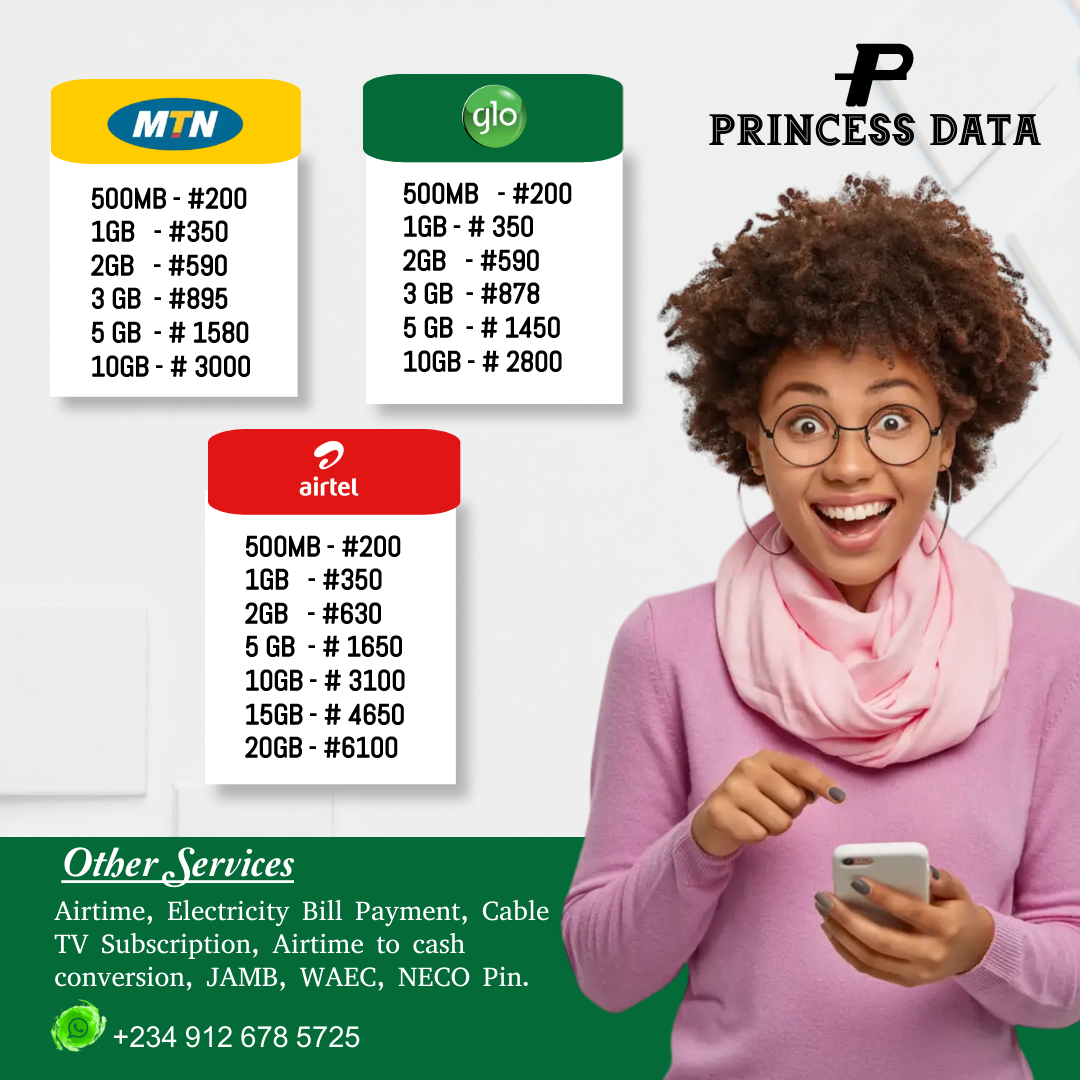 PRINCESS DATA
MTN
500MB - #200
1GB - #350
2GB - #590
3 GB - #895
5 GB - # 1580
10GB - # 3000
glo
500MB - #200
1GB - # 350
2GB - #590
3 GB - #878
5 GB - # 1450
10GB - # 2800
airtel
500MB - #200
1GB - #350
2GB - #630
5 GB - # 1650
10GB - # 3100
15GB - # 4650
20GB - #6100
Other Services
Airtime, Electricity Bill Payment, Cable
TV Subscription, Airtime to cash
conversion, JAMB, WAEC, NECO Pin.
+234 912 678 5725